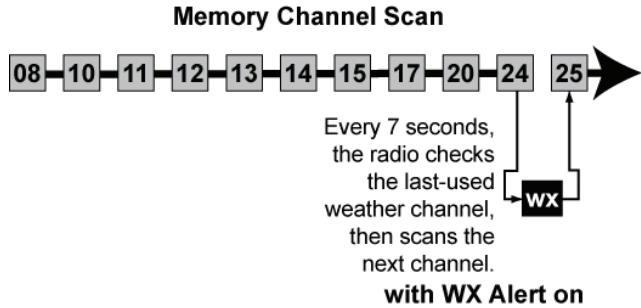 Memory Channel Scan
08 10 11 12 13 14 15 17 20 24 25
Every 7 seconds,
the radio checks
the last-used
weather channel,
then scans the
next channel.
WX
with WX Alert on